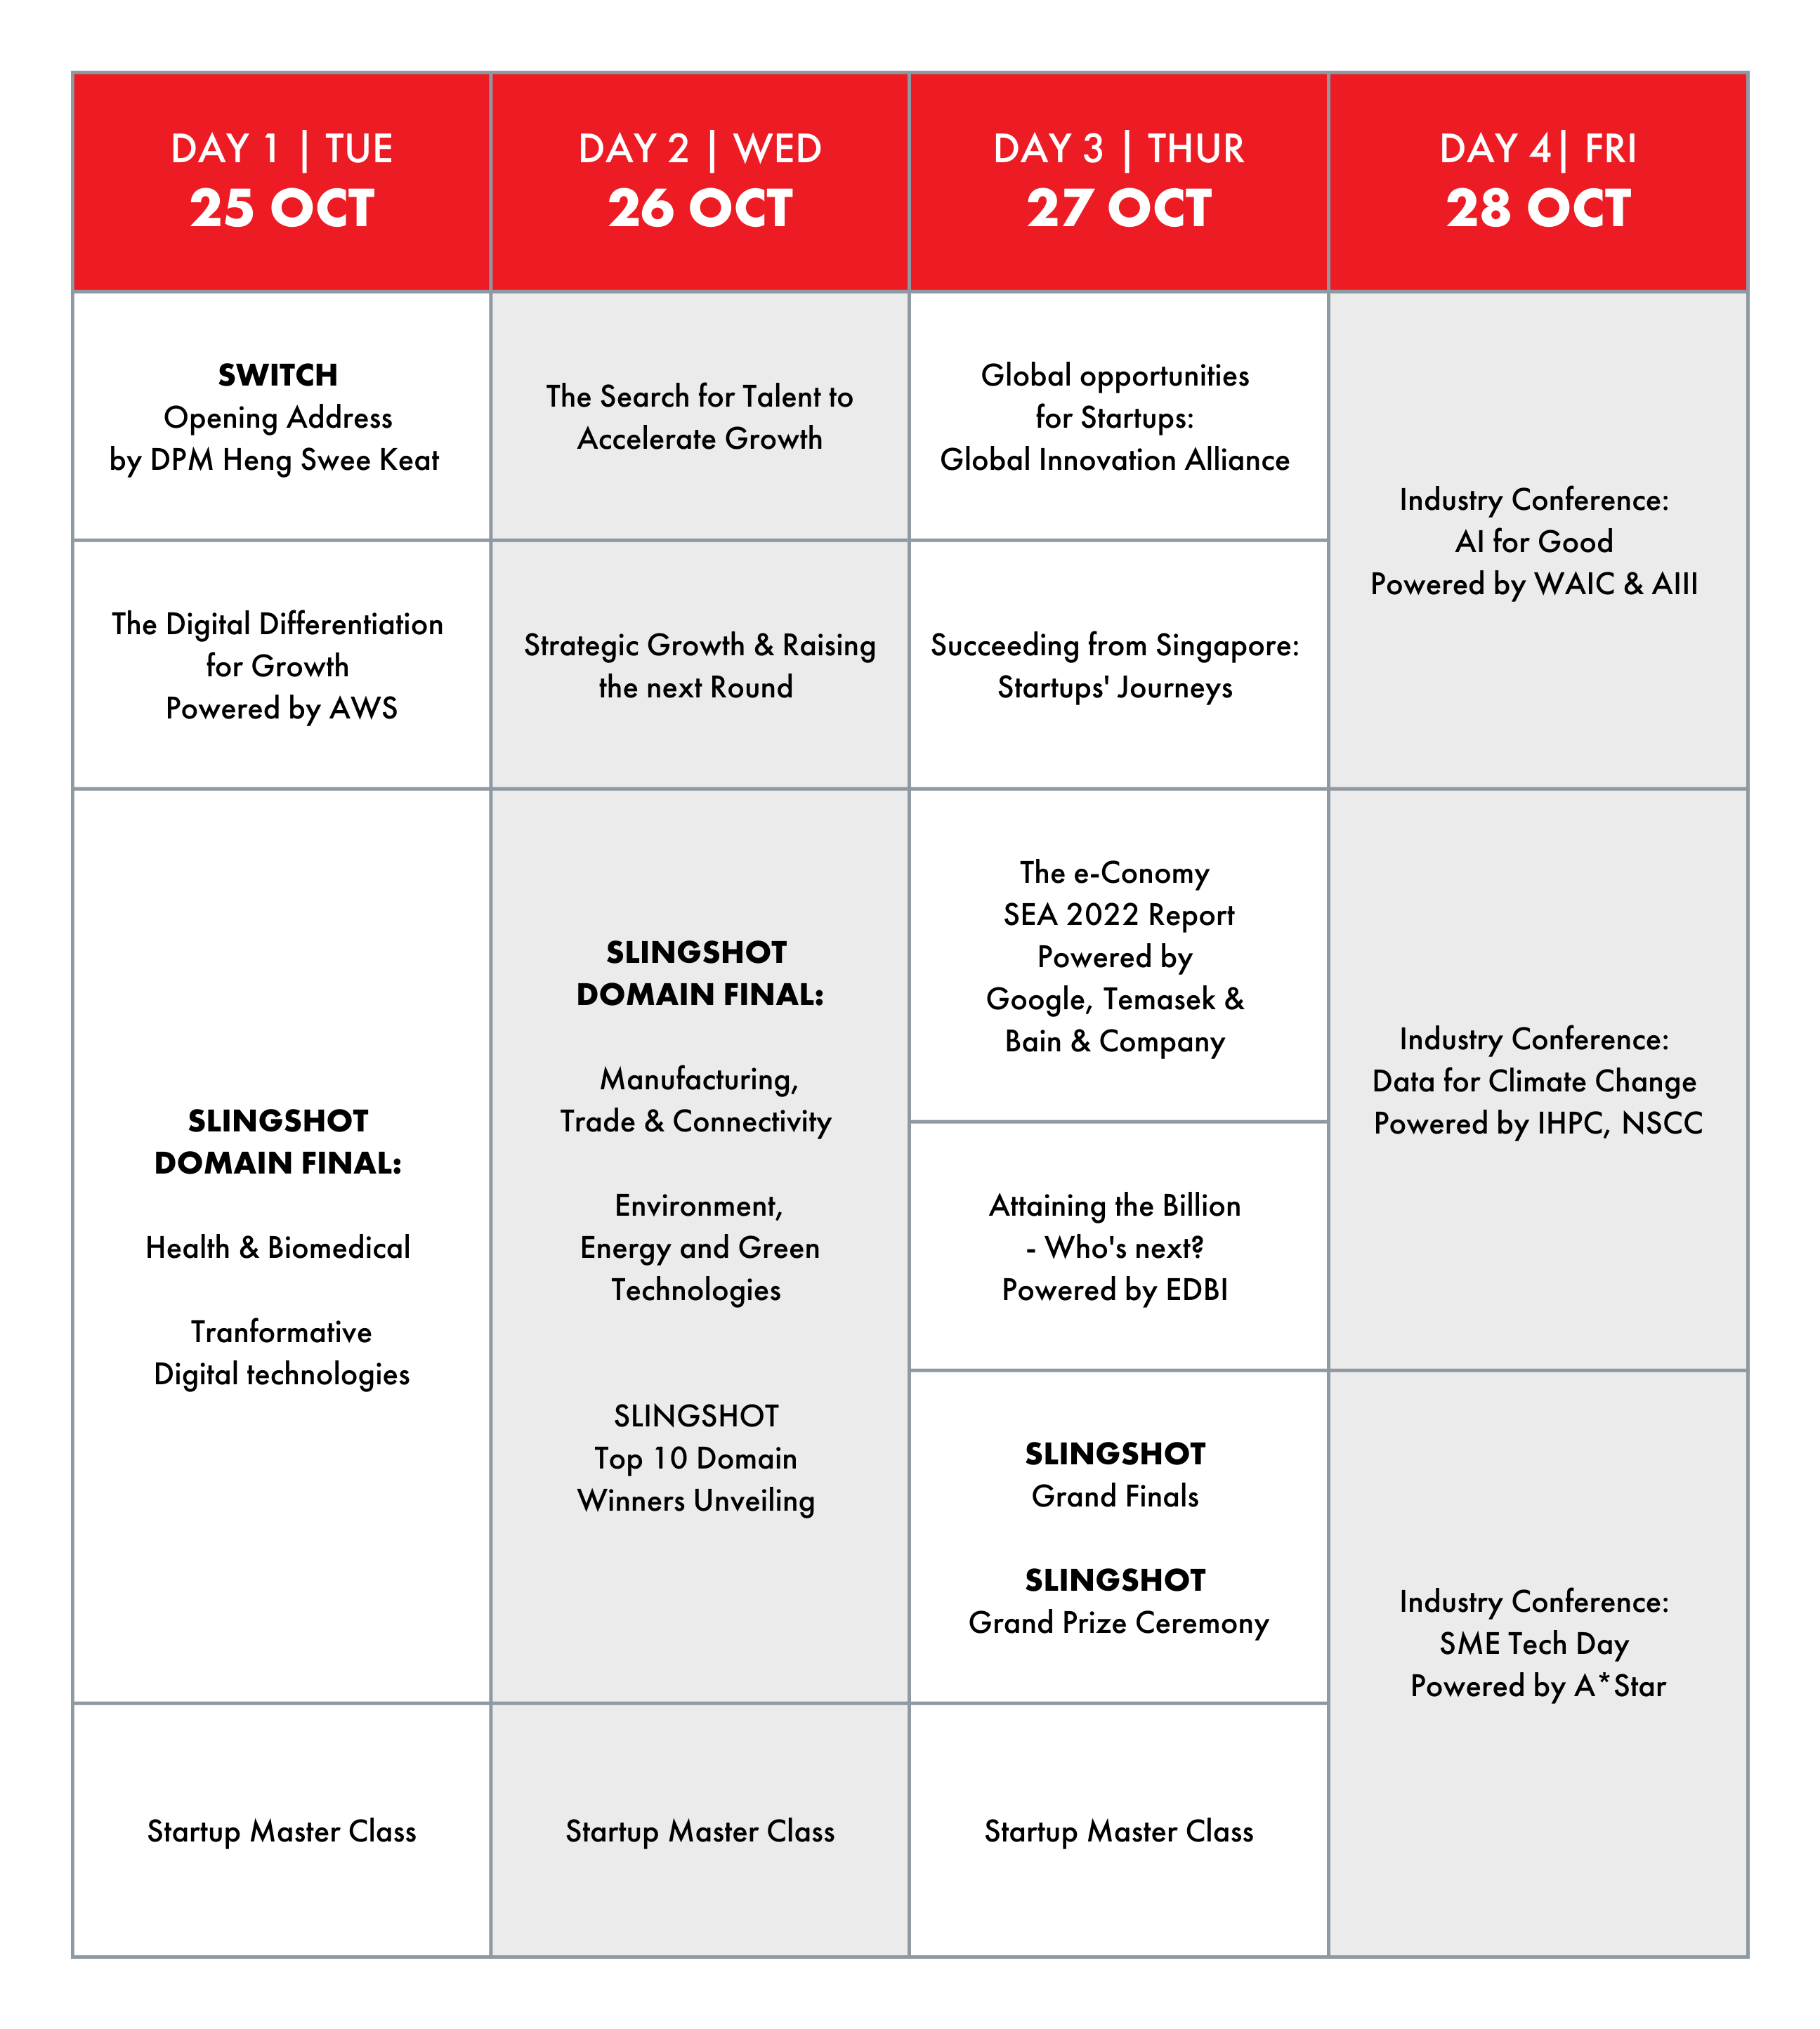 DAY 1 | TUE
25 OCT
DAY 2 | WED
26 OCT
DAY 3 | THUR
27 OCT
DAY 4| FRI
28 OCT
SWITCH
Opening Address
by DPM Heng Swee Keat
The Search for Talent to
Accelerate Growth
Global opportunities
for Startups:
Global Innovation Alliance
Industry Conference:
AI for Good
Powered by WAIC & AIII
The Digital Differentiation
for Growth
Powered by AWS
Strategic Growth & Raising
the next Round
Succeeding from Singapore:
Startups' Journeys
SLINGSHOT
DOMAIN FINAL:
Health & Biomedical
Tranformative
Digital technologies
SLINGSHOT
DOMAIN FINAL:
Manufacturing,
Trade & Connectivity
Environment,
Energy and Green
Technologies
SLINGSHOT
Top 10 Domain
Winners Unveiling
The e-Conomy
SEA 2022 Report
Powered by
Google, Temasek &
Bain & Company
Industry Conference:
Data for Climate Change
Powered by IHPC, NSCC
Attaining the Billion
- Who's next?
Powered by EDBI
SLINGSHOT
Grand Finals
SLINGSHOT
Grand Prize Ceremony
Industry Conference:
SME Tech Day
Powered by A*Star
Startup Master Class
Startup Master Class
Startup Master Class